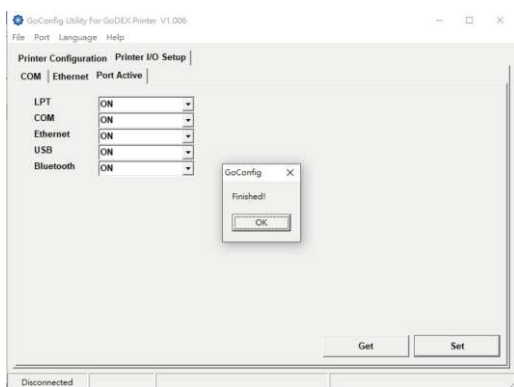 GoConfig Utility For GoDEX Printer V1.006
File Port Language Help
Printer Configuration Printer I/O Setup
COM Ethernet Port Active
LPT ON
COM ON
Ethernet ON
USB ON
Bluetooth ON
GoConfig
Finished!
OK
Get Set
Disconnected